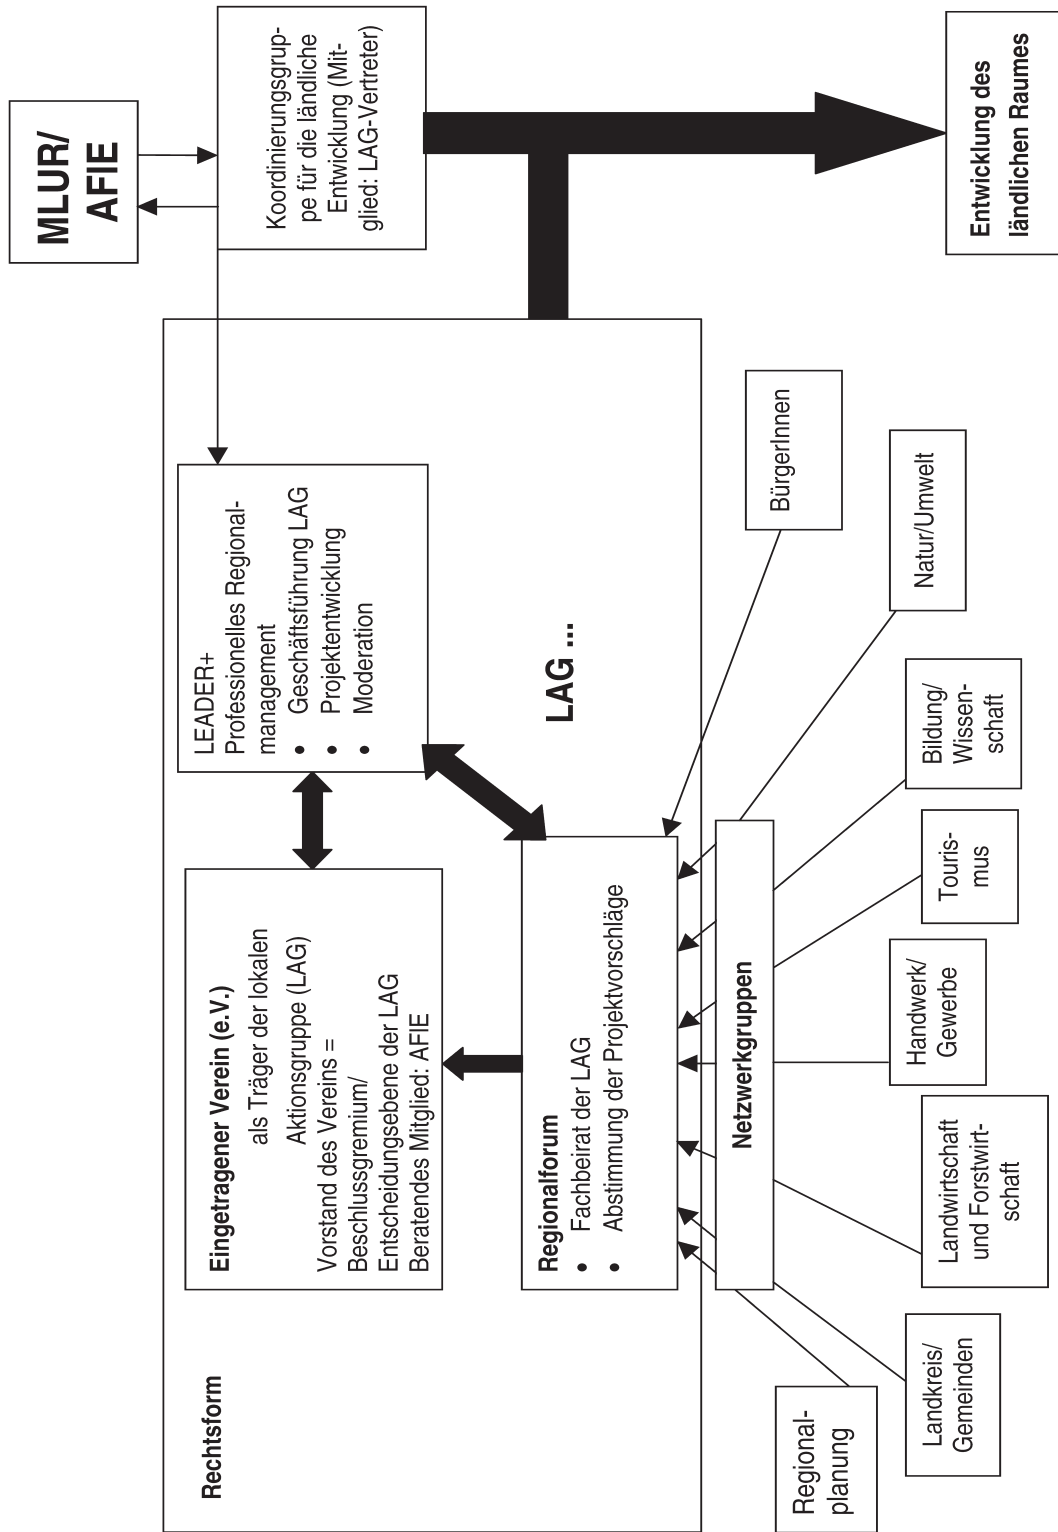 Rechtsform
Eingetragener Verein (e.V.)
als Träger der lokalen
Aktionsgruppe (LAG)
Vorstand des Vereins =
Beschlussgremium/
Entscheidungsebene der LAG
Beratendes Mitglied: AFIE
LEADER+
Professionelles Regional-
management
• Geschäftsführung LAG
• Projektentwicklung
• Moderation
MLUR/
AFIE
Koordinierungsgrup-
pe für die ländliche
Entwicklung (Mit-
glied: LAG-Vertreter)
Regionalforum
• Fachbeirat der LAG
• Abstimmung der Projektvorschläge
LAG ...
Netzwerkgruppen
BürgerInnen
Regional-
planung
Landkreis/
Gemeinden
Landwirtschaft
und Forstwirt-
schaft
Handwerk/
Gewerbe
Touris-
mus
Bildung/
Wissen-
schaft
Natur/Umwelt
Entwicklung des
ländlichen Raumes